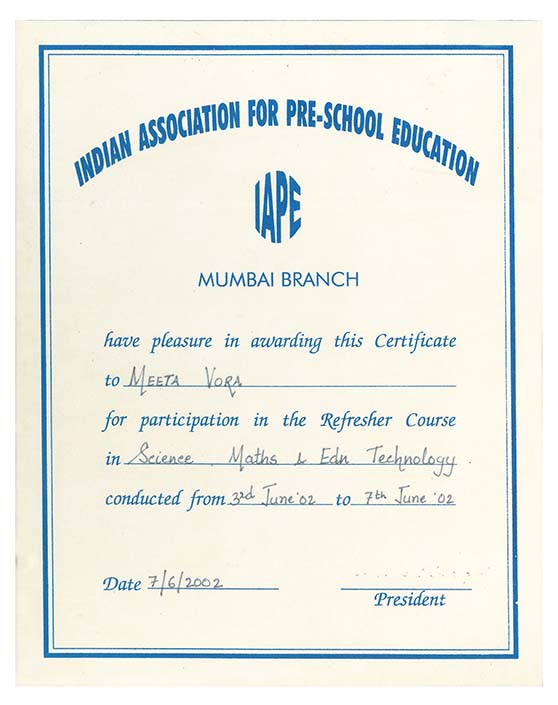 INDIAN ASSOCIATION FOR PRE-SCHOOL EDUCATION
IAPE
MUMBAI BRANCH
have pleasure in awarding this Certificate
to MEETA VORA
for participation in the Refresher Course
in Science, Maths & Edn Technology
conducted from 3rd June '02 to 7th June '02
Date 7/6/2002
President